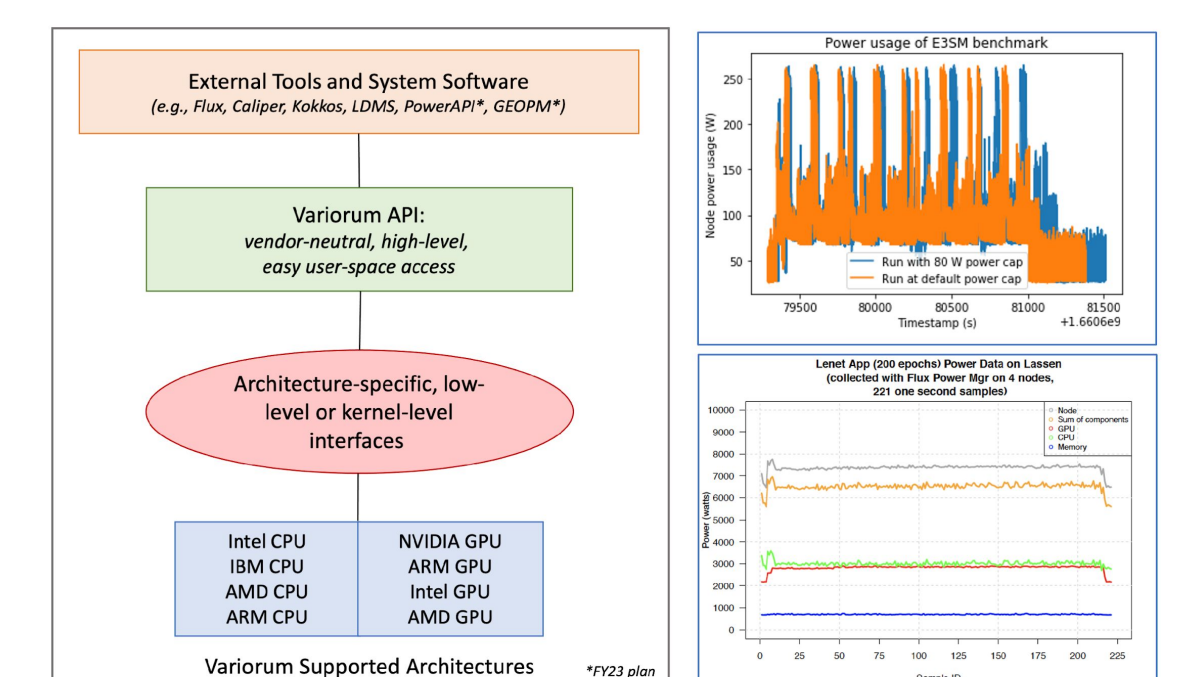 External Tools and System Software
(e.g., Flux, Caliper, Kokkos, LDMS, PowerAPI*, GEOPM*)
Variorum API:
vendor-neutral, high-level,
easy user-space access
Architecture-specific, low-
level or kernel-level
interfaces
Intel CPU
IBM CPU
AMD CPU
ARM CPU
NVIDIA GPU
ARM GPU
Intel GPU
AMD GPU
Variorum Supported Architectures
*FY23 plan
Power usage of E3SM benchmark
Node power usage (W)
250
200
150
100
50
Run with 80 W power cap
Run at default power cap
79500 80000 80500 81000 81500
Timestamp (s)
+1.6606e9
Lenet App (200 epochs) Power Data on Lassen
(collected with Flux Power Mgr on 4 nodes,
221 one second samples)
Power (watts)
10000
9000
8000
7000
6000
5000
4000
3000
2000
1000
0
Node
Sum of components
GPU
CPU
Memory
0 25 50 75 100 125 150 175 200 225